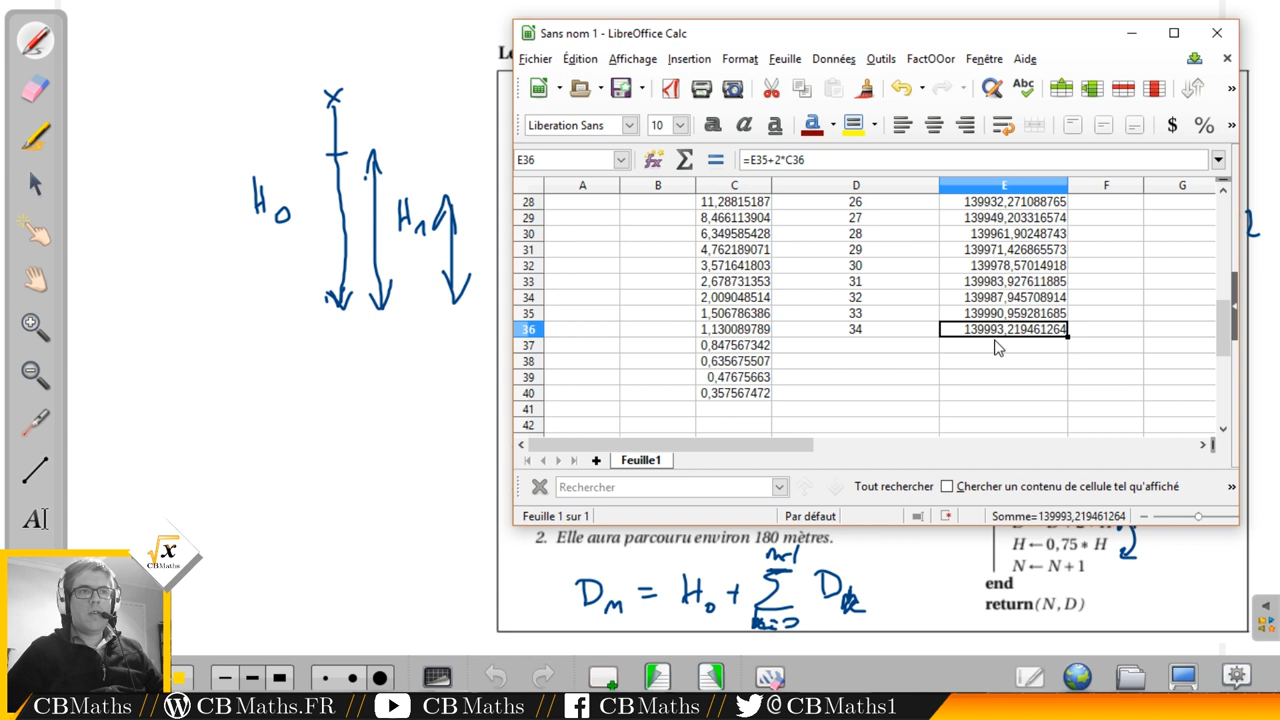 Sans nom 1 - LibreOffice Calc
Fichier Édition Affichage Insertion Format Feuille Données Outils FactOOor Fenêtre Aide
Abc
Liberation Sans 10 a a a a $ %
E36 fx Σ = =E35+2*C36
A B C D E F G
28 11,28815187 26 139932,271088765
29 8,466113904 27 139949,203316574
30 6,349585428 28 139961,90248743
31 4,762189071 29 139971,426865573
32 3,571641803 30 139978,57014918
33 2,678731353 31 139983,927611885
34 2,009048514 32 139987,945708914
35 1,506786386 33 139990,959281685
36 1,130089789 34 139993,219461264
37 0,847567342
38 0,635675507
39 0,47675663
40 0,357567472
41
42
Feuille1
Rechercher Tout rechercher Chercher un contenu de cellule tel qu'affiché
Feuille 1 sur 1 Par défaut Somme=139993,219461264
x
H₀
H₁
2. Elle aura parcouru environ 180 mètres.
H ← 0,75 * H
N ← N + 1
end
return(N, D)
n-1
Dₙ = H₀ + Σ Dₖ
AI
√x
CBMaths
CBMaths CBMaths.FR CBMaths CBMaths @CBMaths1